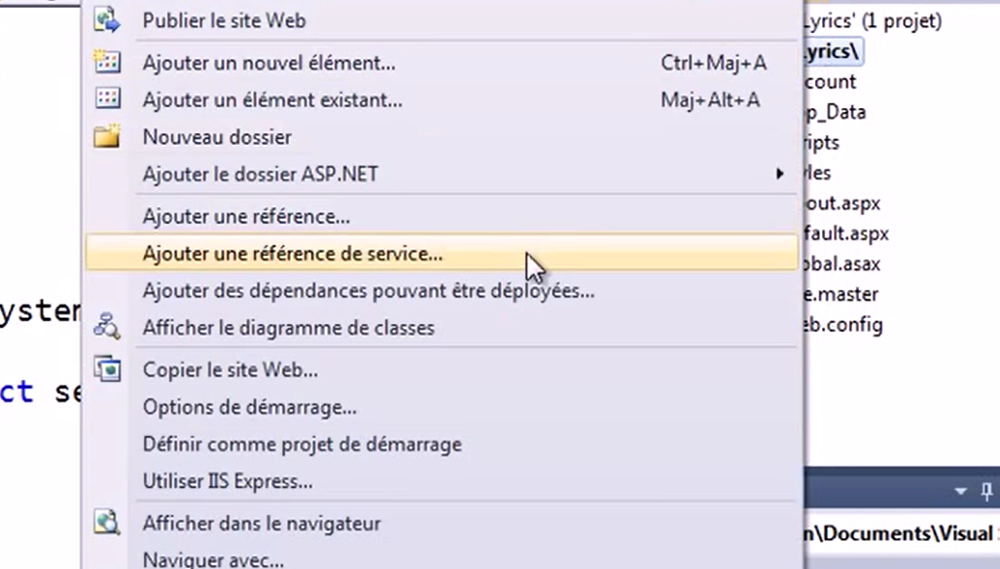 Publier le site Web
Ajouter un nouvel élément... Ctrl+Maj+A
Ajouter un élément existant... Maj+Alt+A
Nouveau dossier
Ajouter le dossier ASP.NET
Ajouter une référence...
Ajouter une référence de service...
Ajouter des dépendances pouvant être déployées...
Afficher le diagramme de classes
Copier le site Web...
Options de démarrage...
Définir comme projet de démarrage
Utiliser IIS Express...
Afficher dans le navigateur
Naviguer avec...
yrics' (1 projet)
yrics\
count
p_Data
ripts
les
out.aspx
fault.aspx
bal.asax
e.master
eb.config
ystem
ct se
n\Documents\Visual